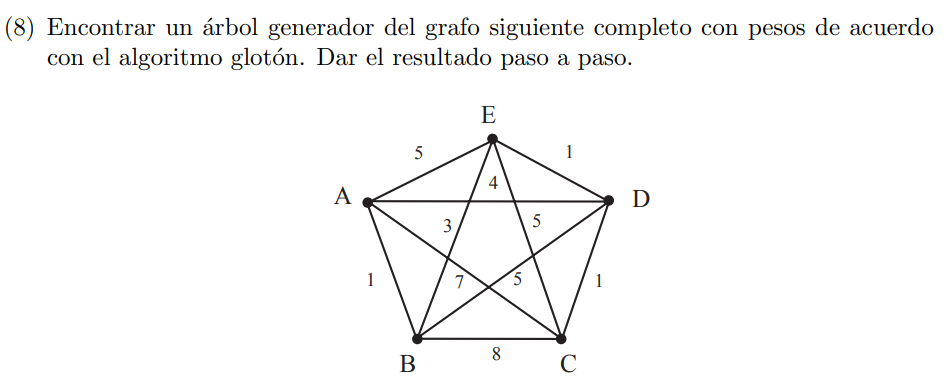 (8) Encontrar un árbol generador del grafo siguiente completo con pesos de acuerdo
con el algoritmo glotón. Dar el resultado paso a paso.
E
5
1
4
A
D
3
5
1
7
5
1
8
B
C